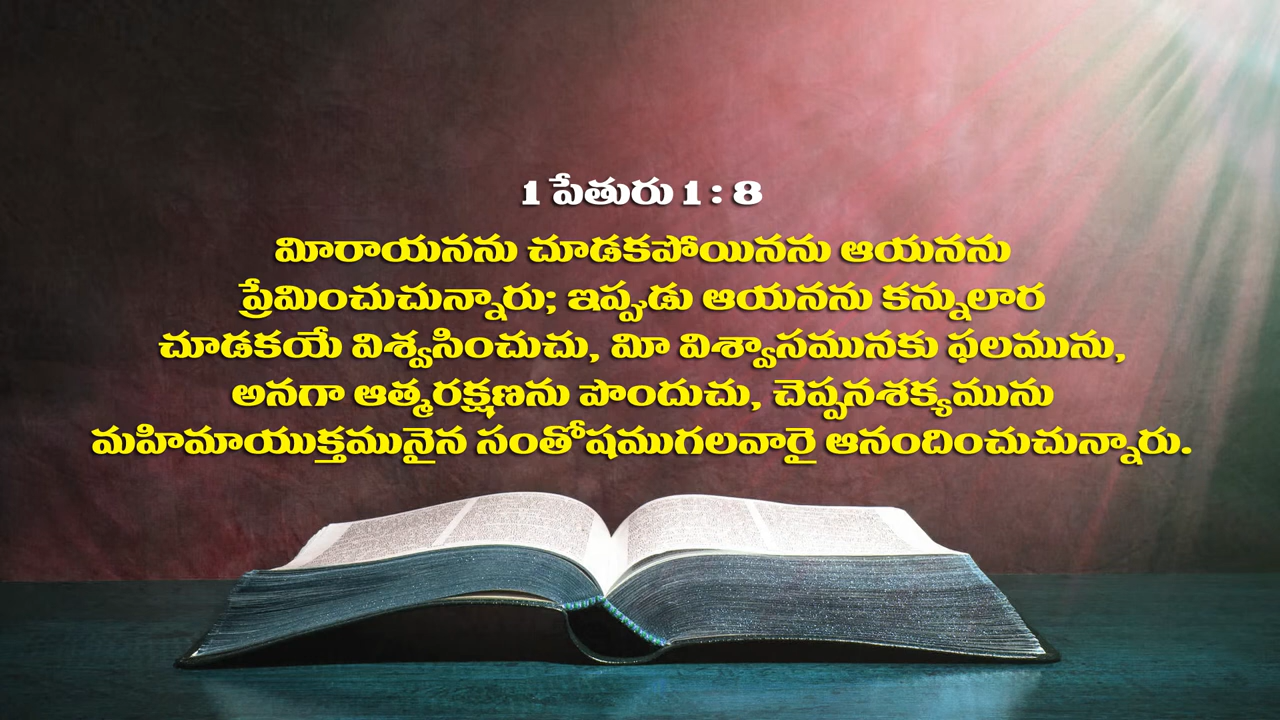 1 పేతురు 1 : 8
మీరాయనను చూడకపోయినను ఆయనను
ప్రేమించుచున్నారు; ఇప్పుడు ఆయనను కన్నులార
చూడకయే విశ్వసించుచు, మీ విశ్వాసమునకు ఫలమును,
అనగా ఆత్మరక్షణను పొందుచు, చెప్పనశక్యమును
మహిమాయుక్తమునైన సంతోషముగలవారై ఆనందించుచున్నారు.